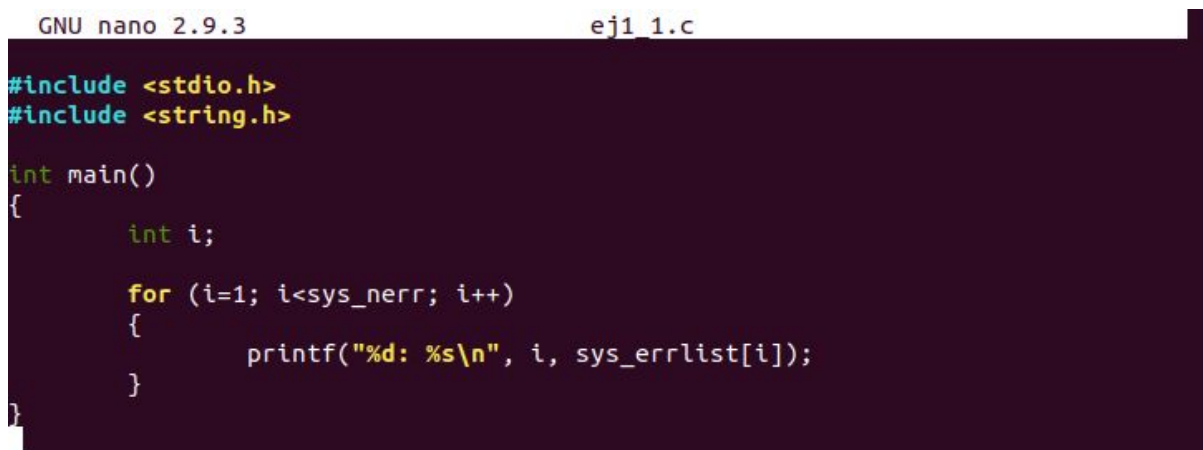 GNU nano 2.9.3 ej1_1.c
#include <stdio.h>
#include <string.h>
int main()
{
int i;
for (i=1; i<sys_nerr; i++)
{
printf("%d: %s\n", i, sys_errlist[i]);
}
}